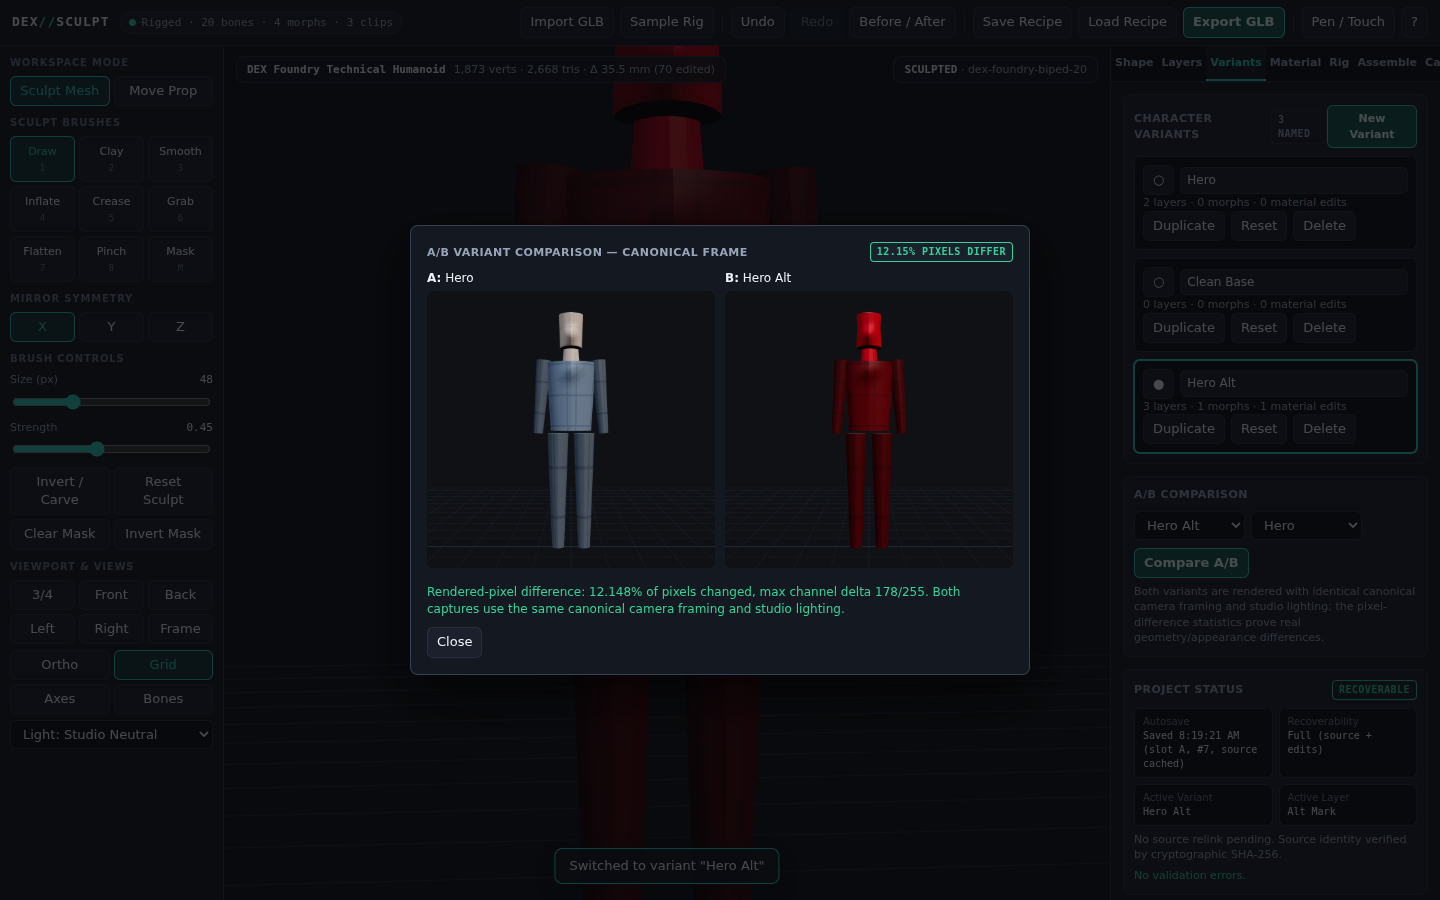 DEX//SCULPT
Rigged · 20 bones · 4 morphs · 3 clips
Import GLB
Sample Rig
Undo
Redo
Before / After
Save Recipe
Load Recipe
Export GLB
Pen / Touch
?
WORKSPACE MODE
Sculpt Mesh
Move Prop
SCULPT BRUSHES
Draw
1
Clay
2
Smooth
3
Inflate
4
Crease
5
Grab
6
Flatten
7
Pinch
8
Mask
M
MIRROR SYMMETRY
X
Y
Z
BRUSH CONTROLS
Size (px)
48
Strength
0.45
Invert /
Carve
Reset
Sculpt
Clear Mask
Invert Mask
VIEWPORT & VIEWS
3/4
Front
Back
Left
Right
Frame
Ortho
Grid
Axes
Bones
Light: Studio Neutral
DEX Foundry Technical Humanoid 1,873 verts · 2,668 tris · Δ 35.5 mm (70 edited)
SCULPTED · dex-foundry-biped-20
A/B VARIANT COMPARISON — CANONICAL FRAME
12.15% PIXELS DIFFER
A: Hero
B: Hero Alt
Rendered-pixel difference: 12.148% of pixels changed, max channel delta 178/255. Both
captures use the same canonical camera framing and studio lighting.
Close
Switched to variant "Hero Alt"
Shape
Layers
Variants
Material
Rig
Assemble
Ca
CHARACTER
VARIANTS
3
NAMED
New
Variant
Hero
2 layers · 0 morphs · 0 material edits
Duplicate
Reset
Delete
Clean Base
0 layers · 0 morphs · 0 material edits
Duplicate
Reset
Delete
Hero Alt
3 layers · 1 morphs · 1 material edits
Duplicate
Reset
Delete
A/B COMPARISON
Hero Alt
Hero
Compare A/B
Both variants are rendered with identical canonical
camera framing and studio lighting; the pixel-
difference statistics prove real
geometry/appearance differences.
PROJECT STATUS
RECOVERABLE
Autosave
Saved 8:19:21 AM
(slot A, #7, source
cached)
Recoverability
Full (source +
edits)
Active Variant
Hero Alt
Active Layer
Alt Mark
No source relink pending. Source identity verified
by cryptographic SHA-256.
No validation errors.